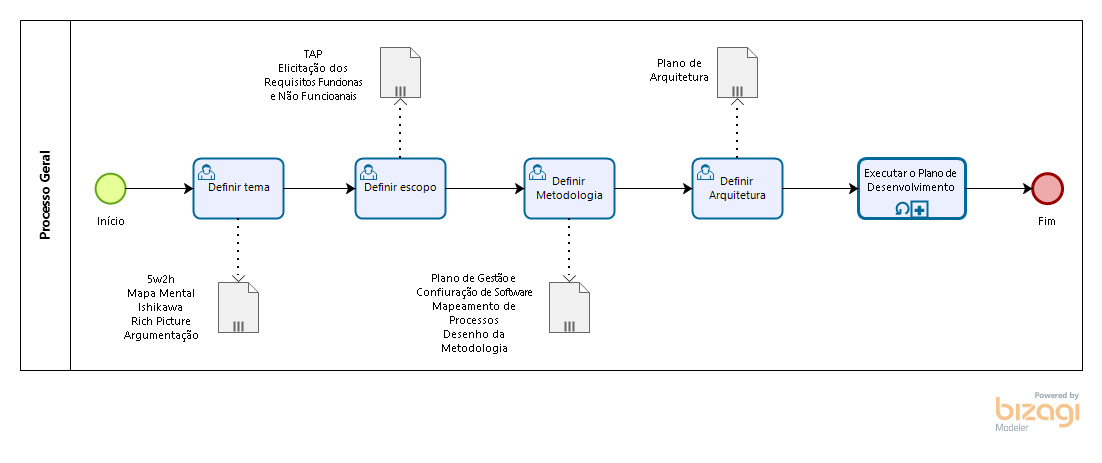 Processo Geral
Início
Definir tema
5w2h
Mapa Mental
Ishikawa
Rich Picture
Argumentação
TAP
Elicitação dos
Requisitos Funcionas
e Não Funcioanais
Definir escopo
Definir
Metodologia
Plano de Gestão e
Confiuração de Software
Mapeamento de
Processos
Desenho da
Metodologia
Plano de
Arquitetura
Definir
Arquitetura
Executar o Plano de
Desenvolvimento
Fim
Powered by
bizagi
Modeler